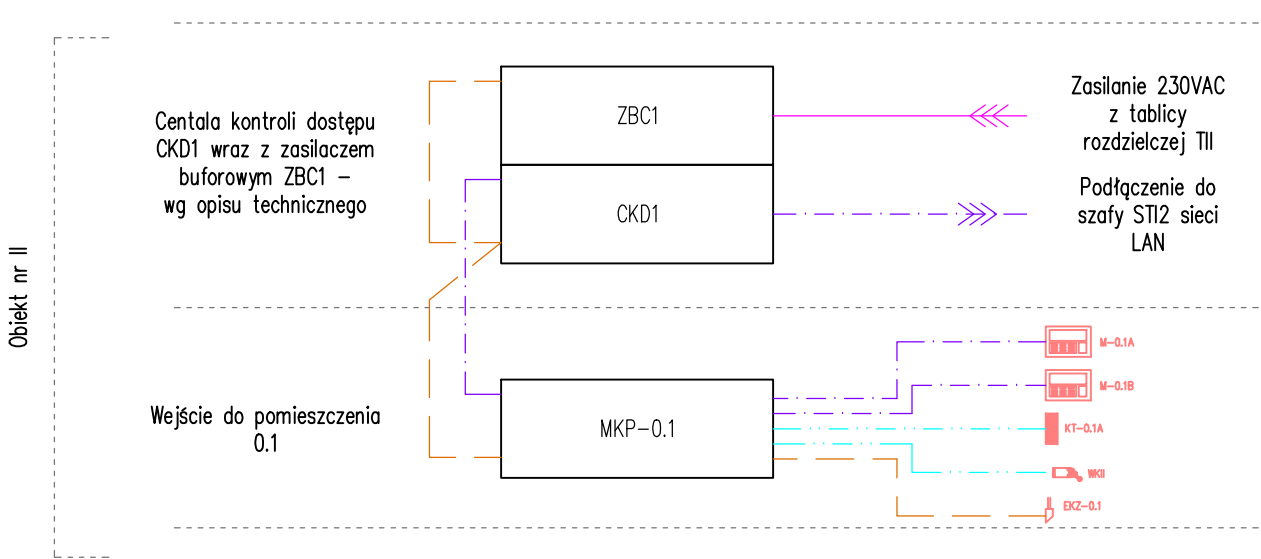 Obiekt nr II
Centala kontroli dostępu
CKD1 wraz z zasilaczem
buforowym ZBC1 –
wg opisu technicznego
ZBC1
CKD1
Zasilanie 230VAC
z tablicy
rozdzielczej TII
Podłączenie do
szafy STI2 sieci
LAN
Wejście do pomieszczenia
0.1
MKP-0.1
M-0.1A
M-0.1B
KT-0.1A
WKII
EKZ-0.1